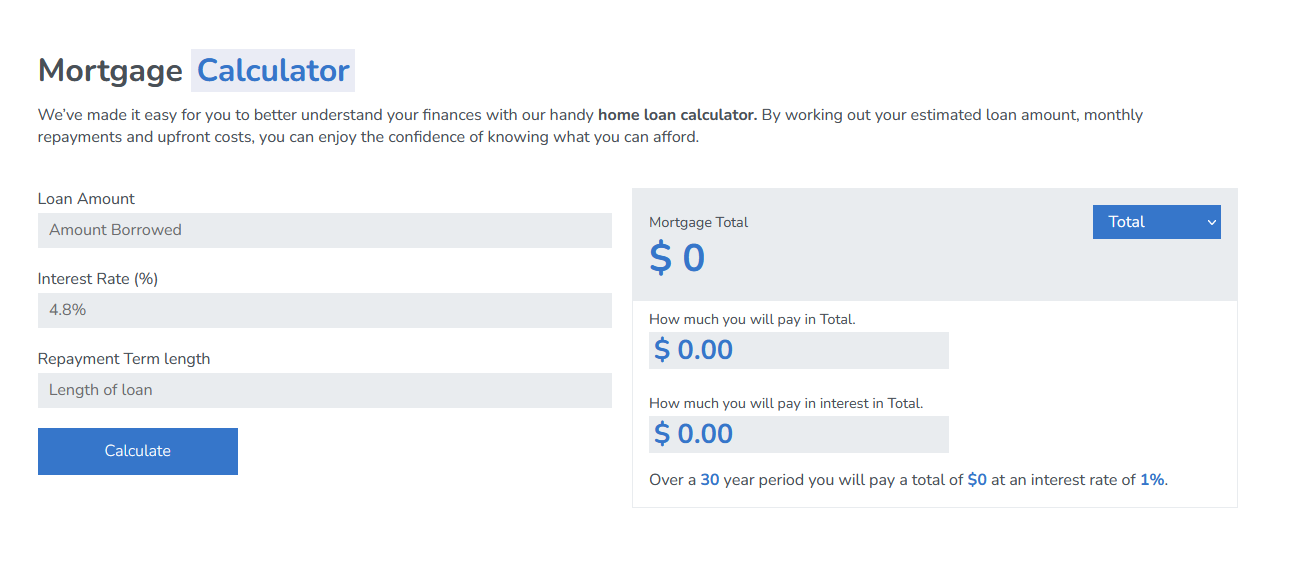 Mortgage Calculator
We've made it easy for you to better understand your finances with our handy home loan calculator. By working out your estimated loan amount, monthly
repayments and upfront costs, you can enjoy the confidence of knowing what you can afford.
Loan Amount
Amount Borrowed
Interest Rate (%)
4.8%
Repayment Term length
Length of loan
Calculate
Mortgage Total
Total
$ 0
How much you will pay in Total.
$ 0.00
How much you will pay in interest in Total.
$ 0.00
Over a 30 year period you will pay a total of $0 at an interest rate of 1%.